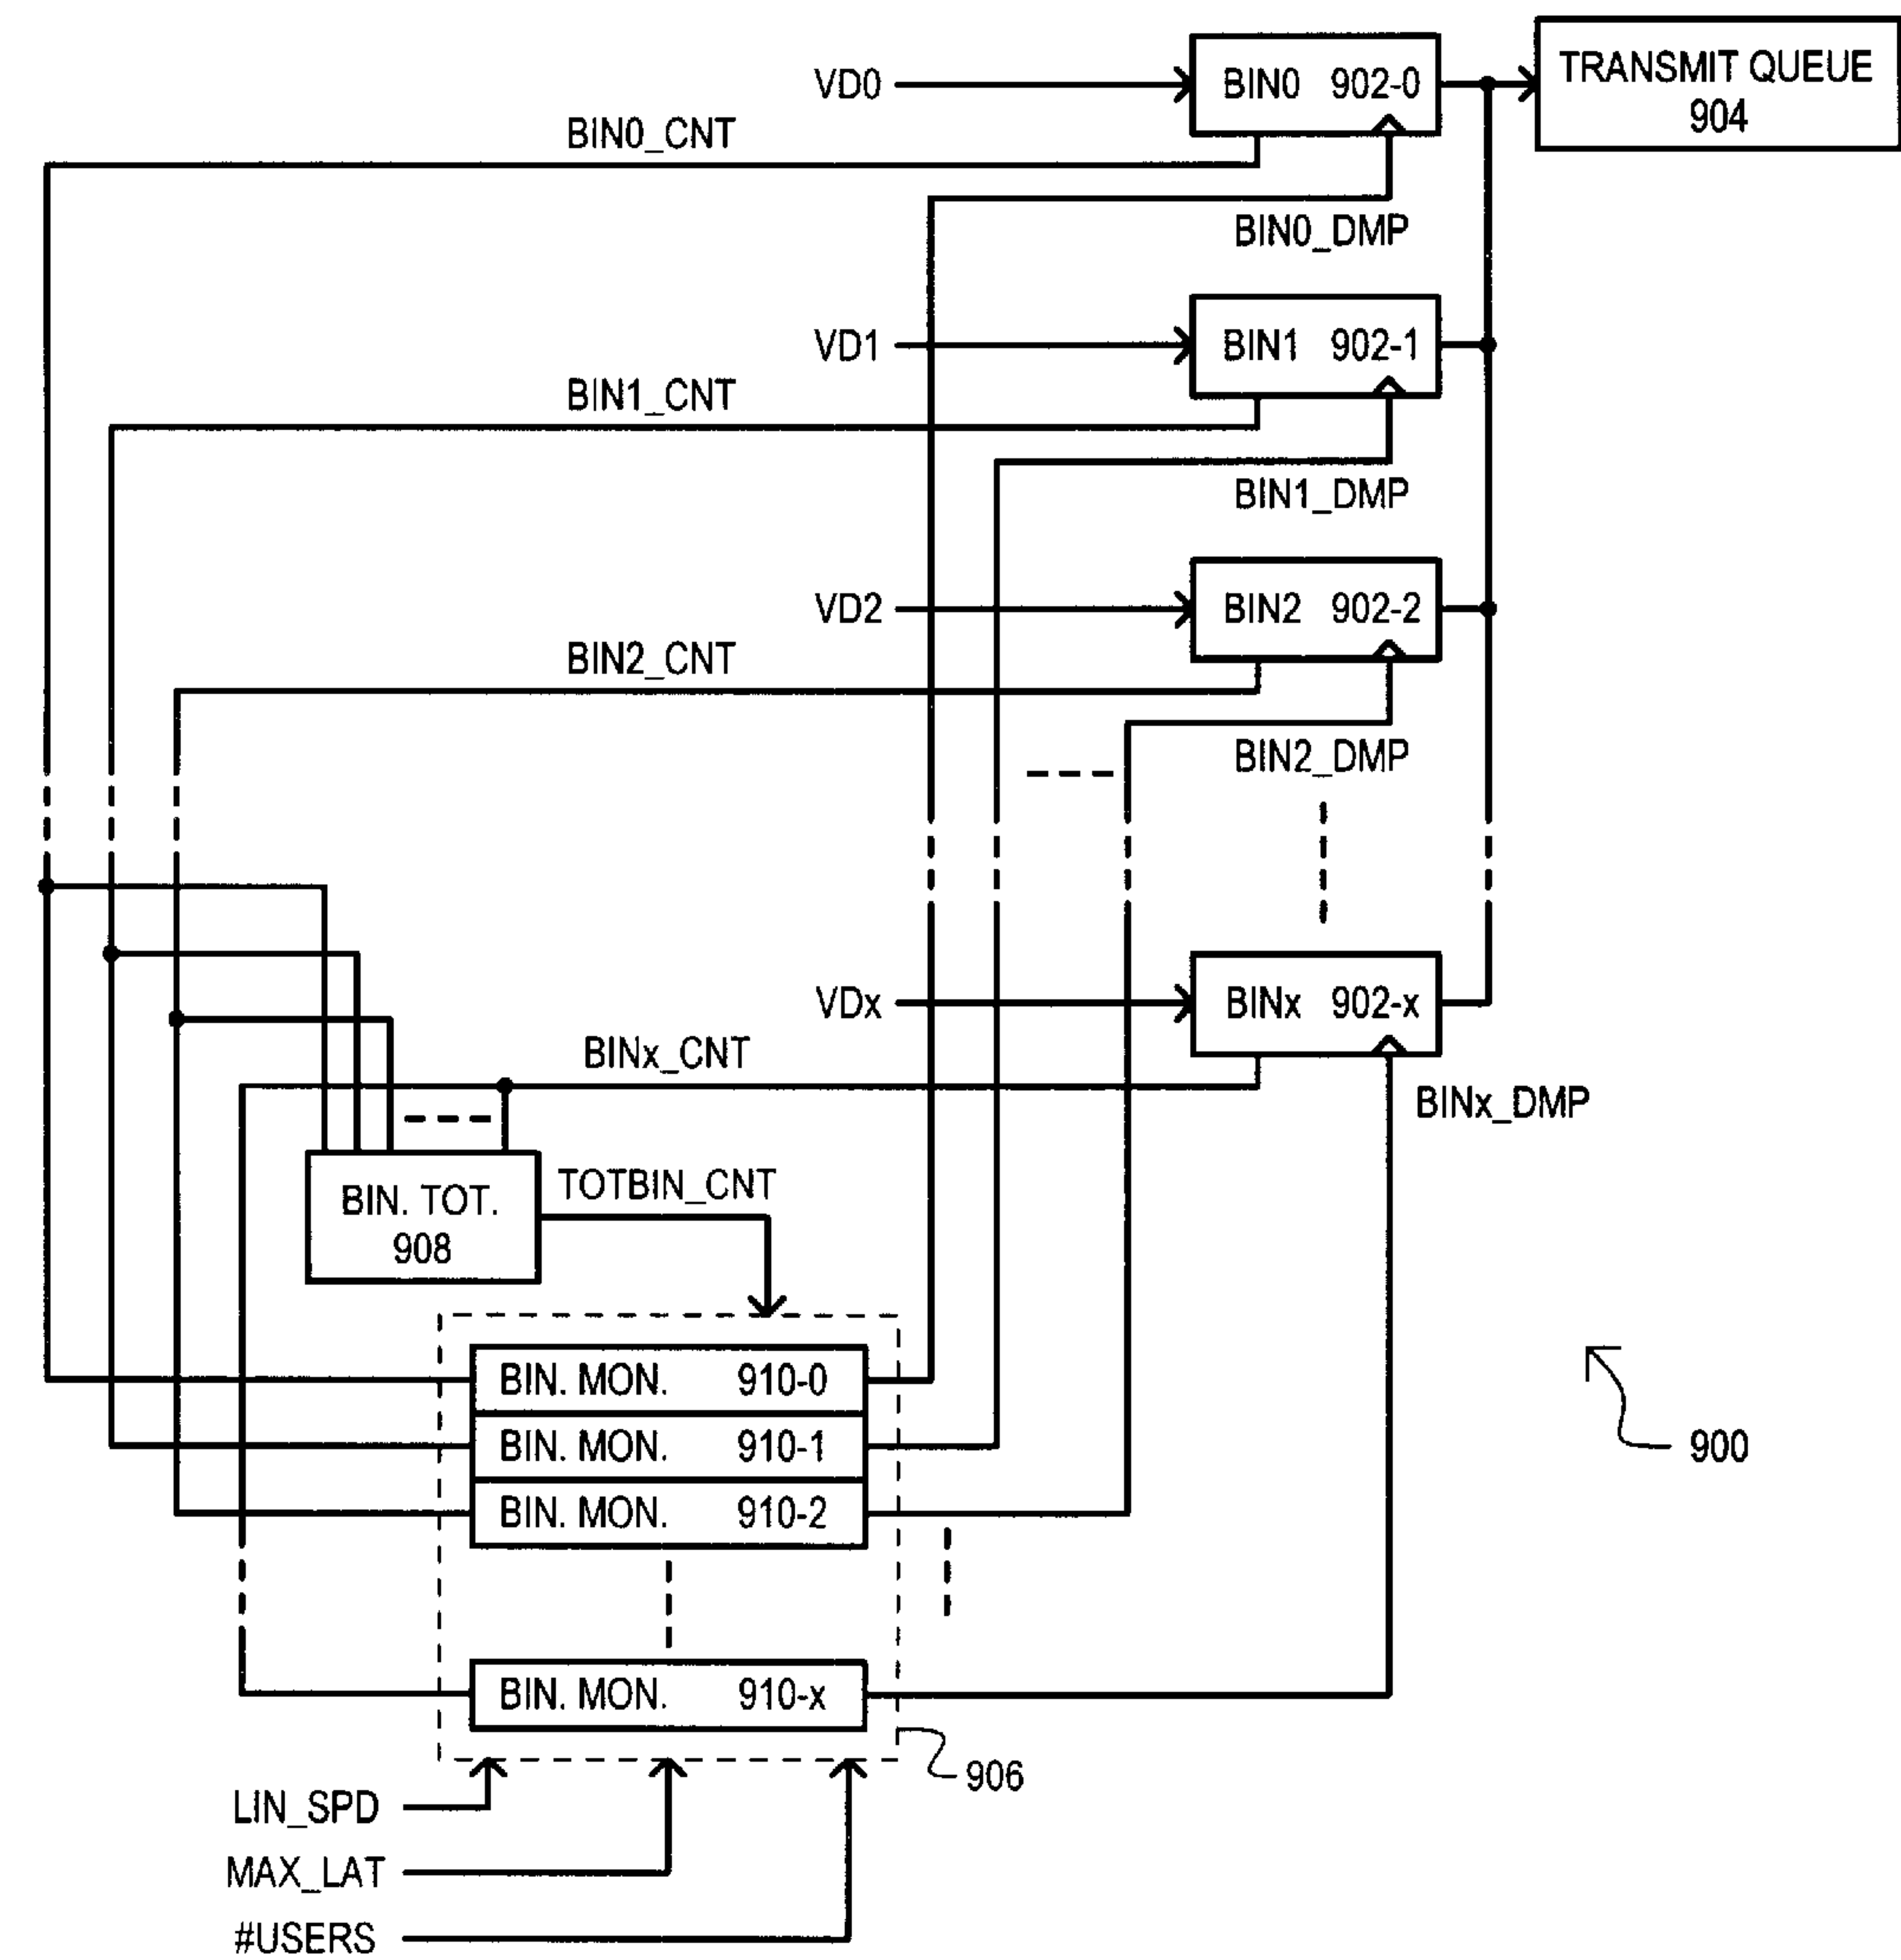 VD0
BIN0 902-0
TRANSMIT QUEUE
904
BIN0_CNT
BIN0_DMP
VD1
BIN1 902-1
BIN1_CNT
BIN1_DMP
VD2
BIN2 902-2
BIN2_CNT
BIN2_DMP
VDx
BINx 902-x
BINx_CNT
BINx_DMP
BIN. TOT.
908
TOTBIN_CNT
BIN. MON. 910-0
BIN. MON. 910-1
BIN. MON. 910-2
BIN. MON. 910-x
900
906
LIN_SPD
MAX_LAT
#USERS